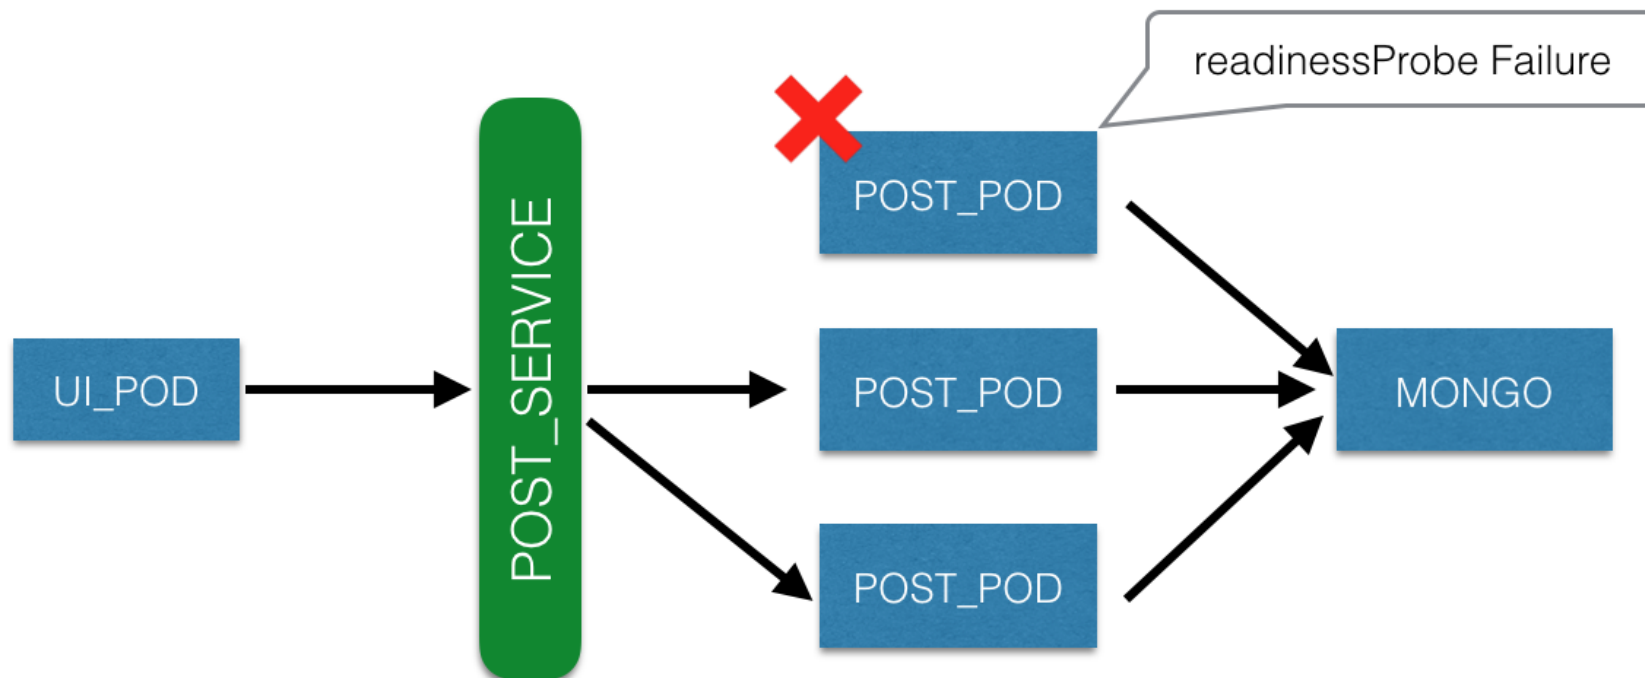 readinessProbe Failure
POST_POD
UI_POD
POST_SERVICE
POST_POD
MONGO
POST_POD